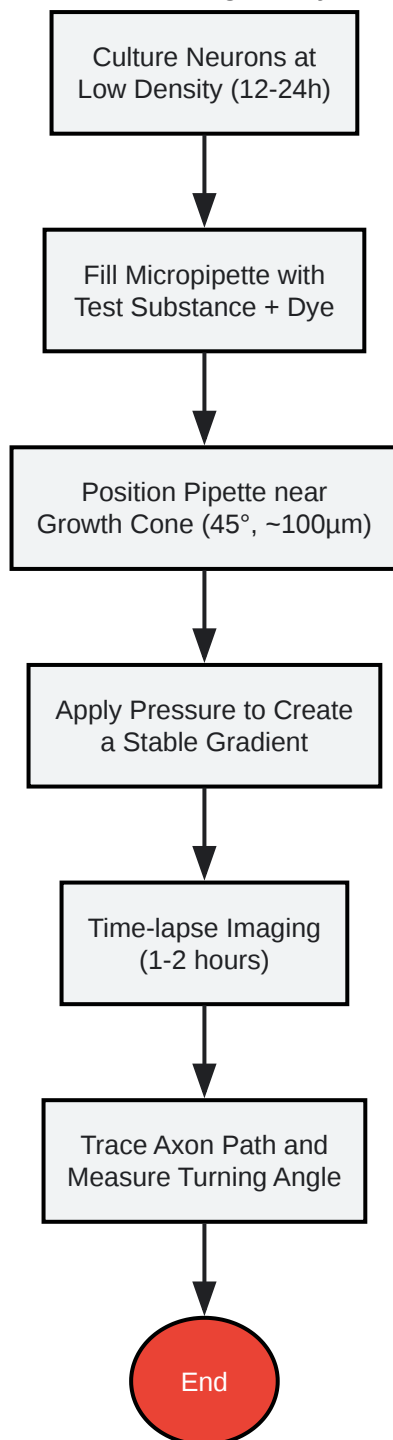 Culture Neurons at
Low Density (12-24h)
Fill Micropipette with
Test Substance + Dye
Position Pipette near
Growth Cone (45°, ~100µm)
Apply Pressure to Create
a Stable Gradient
Time-lapse Imaging
(1-2 hours)
Trace Axon Path and
Measure Turning Angle
End